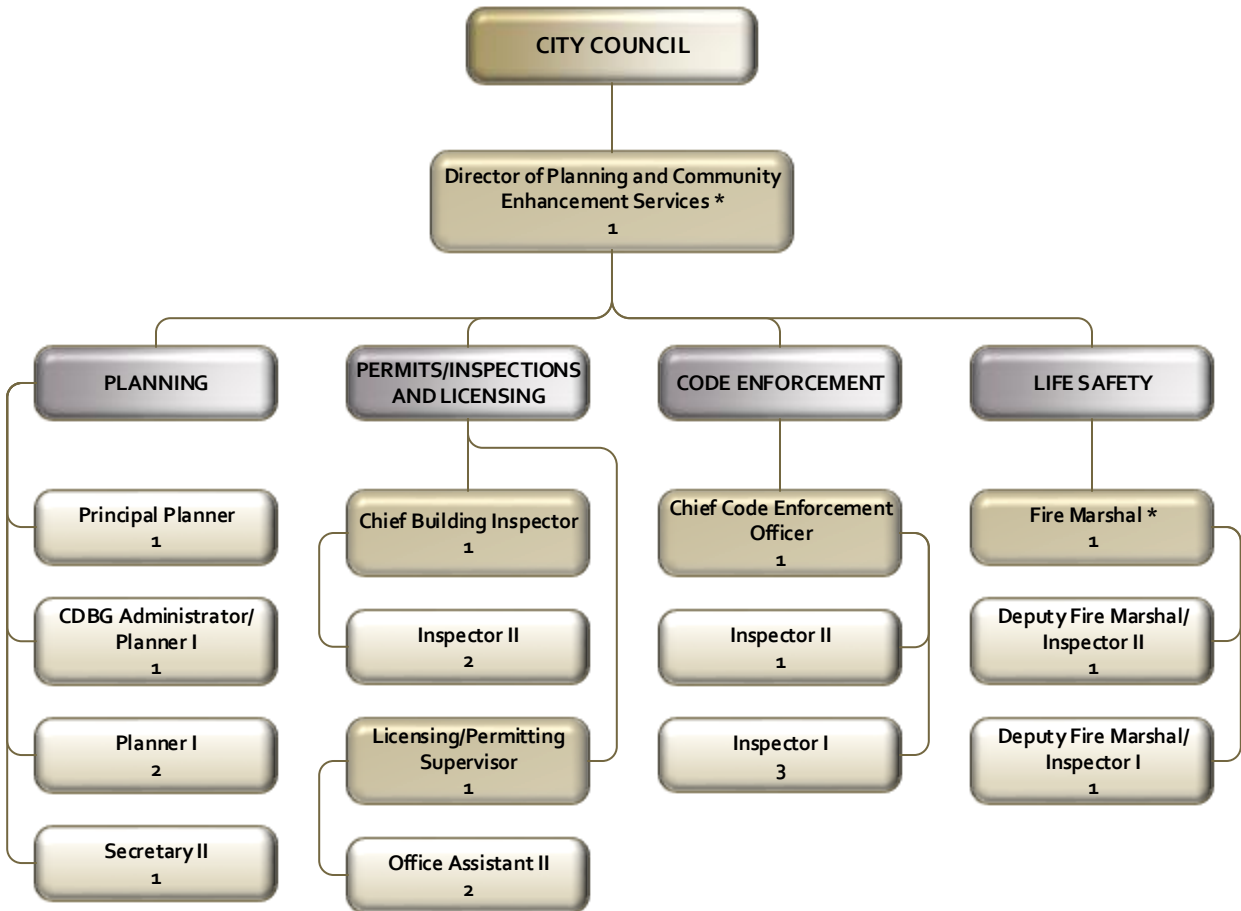 CITY COUNCIL
Director of Planning and Community
Enhancement Services *
1
PLANNING
PERMITS/INSPECTIONS
AND LICENSING
CODE ENFORCEMENT
LIFE SAFETY
Principal Planner
1
CDBG Administrator/
Planner I
1
Planner I
2
Secretary II
1
Chief Building Inspector
1
Inspector II
2
Licensing/Permitting
Supervisor
1
Office Assistant II
2
Chief Code Enforcement
Officer
1
Inspector II
1
Inspector I
3
Fire Marshal *
1
Deputy Fire Marshal/
Inspector II
1
Deputy Fire Marshal/
Inspector I
1